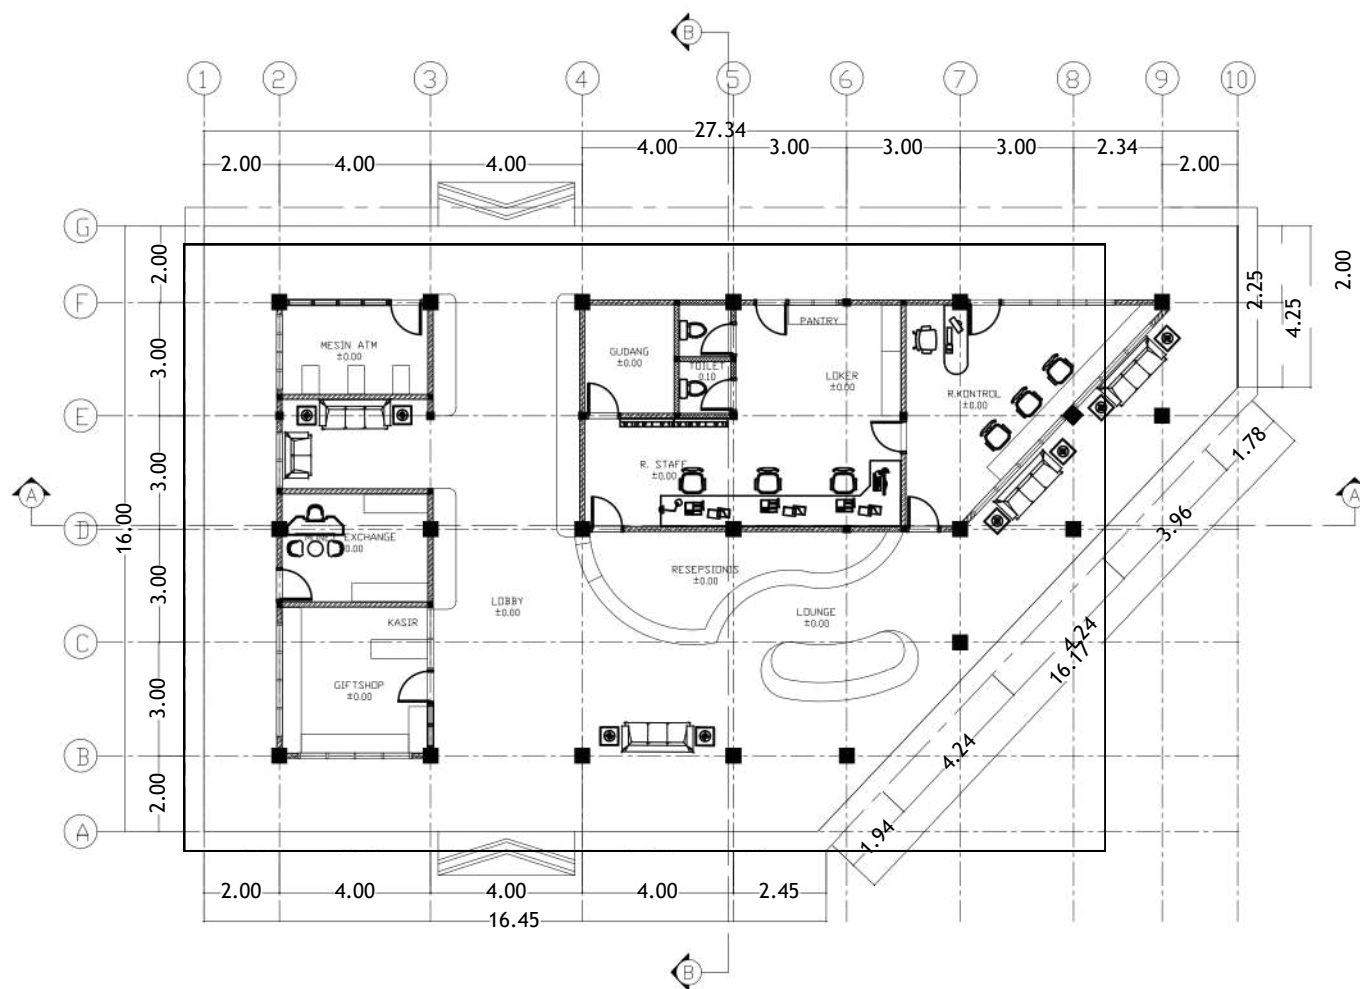 B
1 2 3 4 5 6 7 8 9 10
27.34
4.00 3.00 3.00 3.00 2.34
2.00 4.00 4.00 2.00
G
2.00
2.00
2.25
4.25
F
PANTRY
MESIN ATM
±0.00
3.00
GUDANG
±0.00
TOILET
0.10
LOKER
±0.00
R.KONTROL
±0.00
E
1.78
R. STAFF
±0.00
3.00
A
A
16.00
D
3.96
MONEY EXCHANGE
±0.00
RESEPSIONIS
±0.00
3.00
LOBBY
±0.00
LOUNGE
±0.00
KASIR
C
4.24
16.17
GIFTSHOP
±0.00
3.00
B
4.24
2.00
A
1.94
2.00 4.00 4.00 4.00 2.45
16.45
B